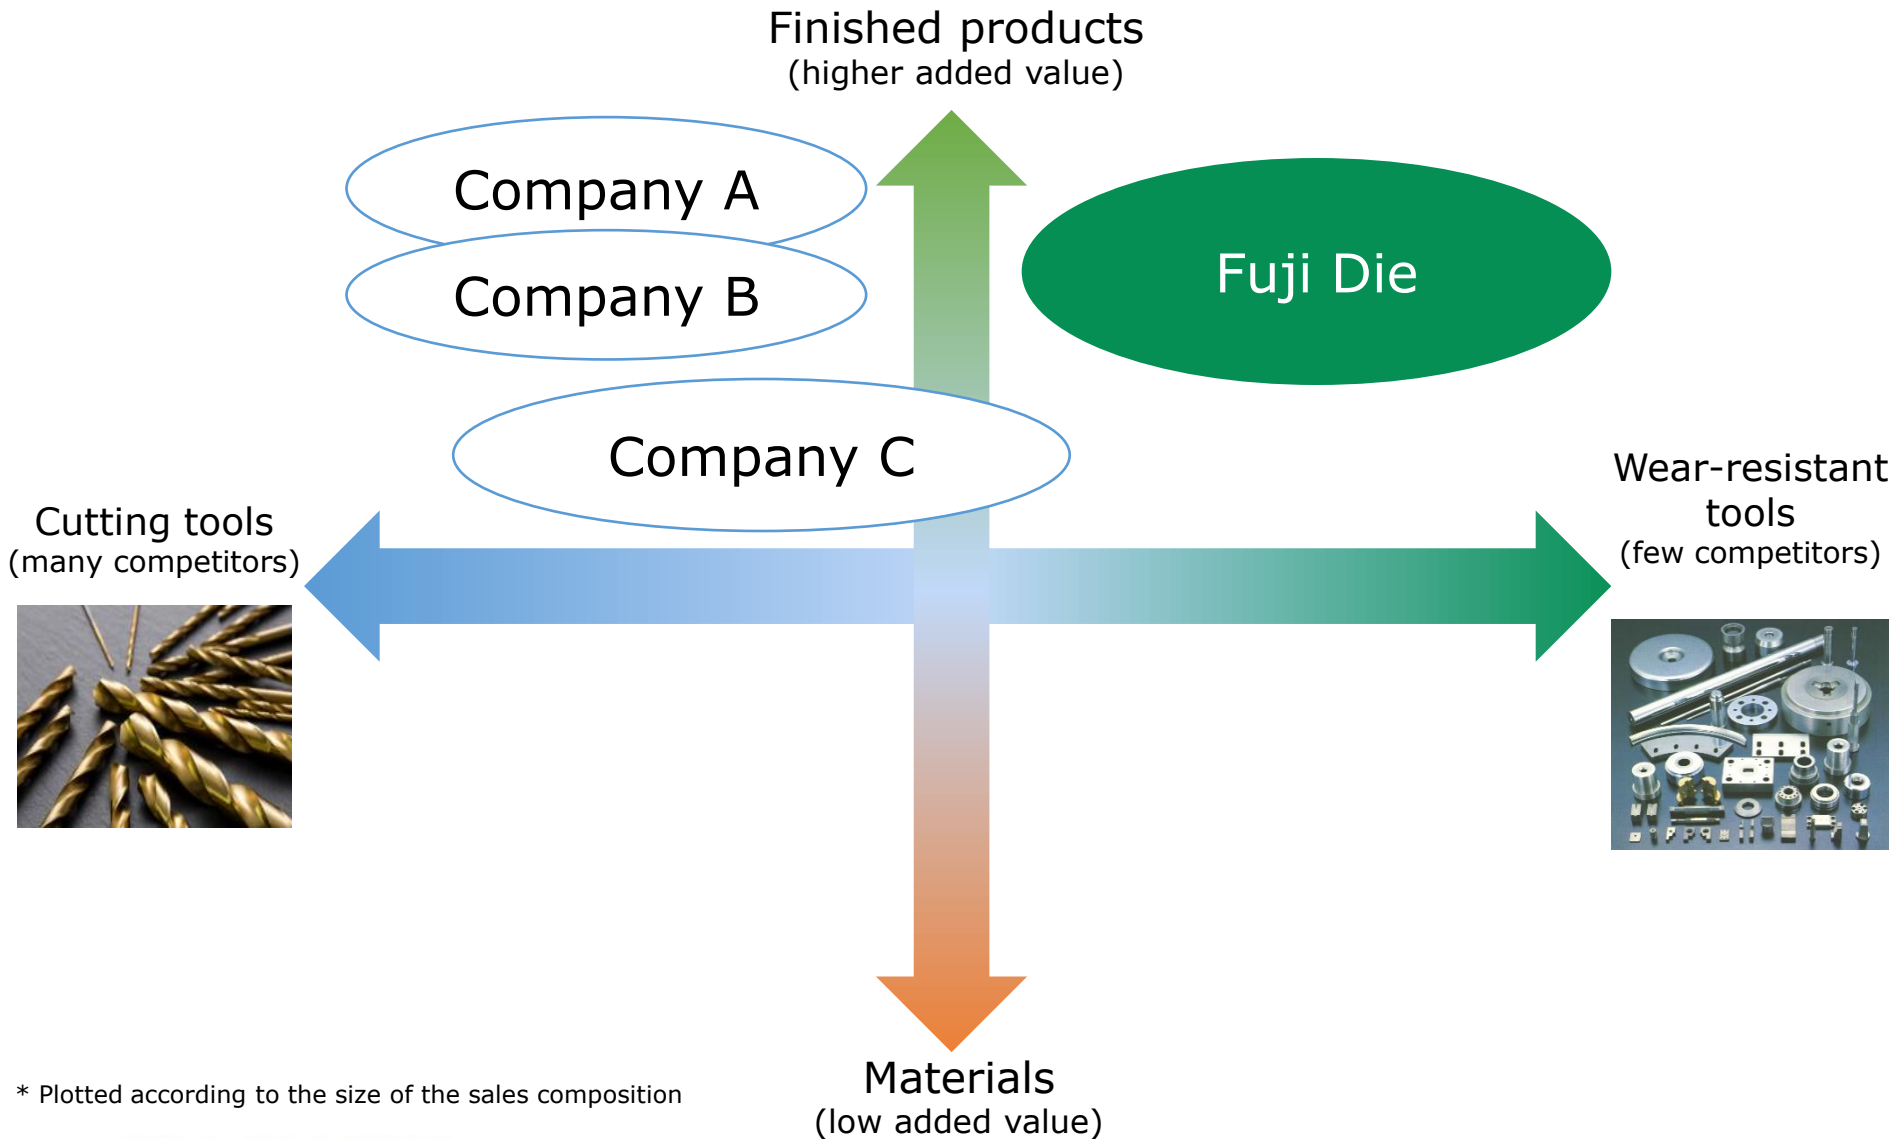 Finished products
(higher added value)
Company A
Company B
Fuji Die
Company C
Cutting tools
(many competitors)
Wear-resistant
tools
(few competitors)
Materials
(low added value)
* Plotted according to the size of the sales composition